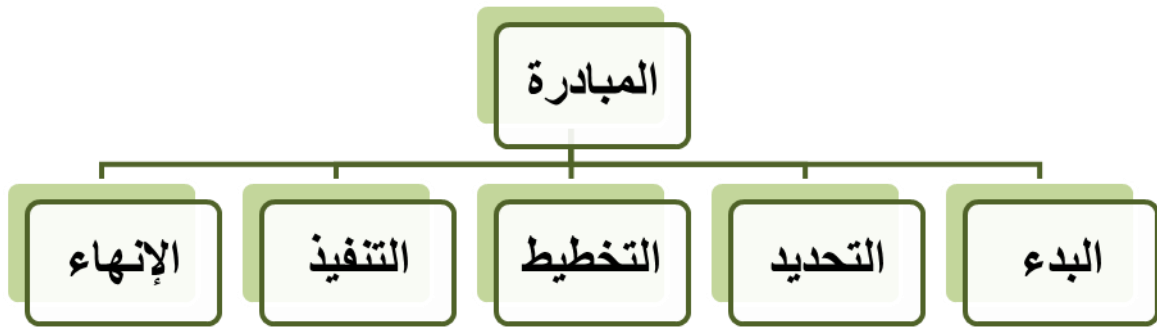 المبادرة
البدء
التحديد
التخطيط
التنفيذ
الإنهاء